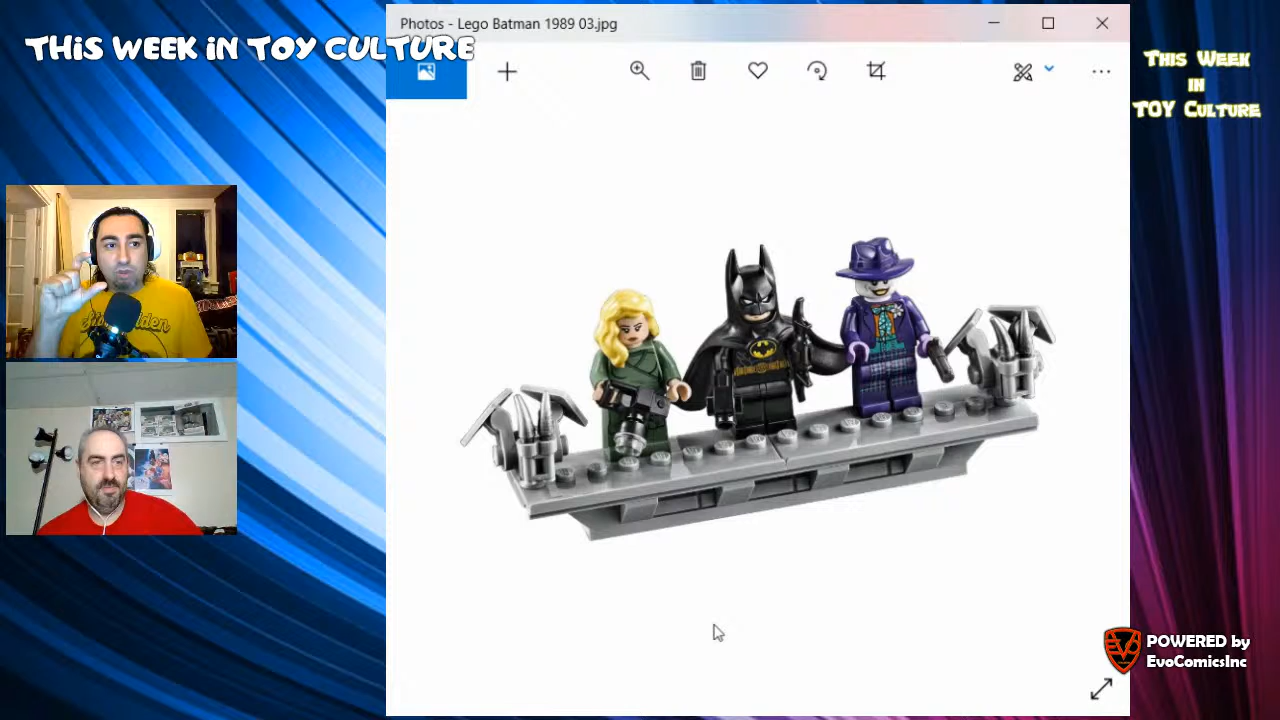 THiS WEEK iN TOY CULTURE
Photos - Lego Batman 1989 03.jpg
THiS WEEK
iN
TOY CULTURE
POWERED by
EvoComicsInc